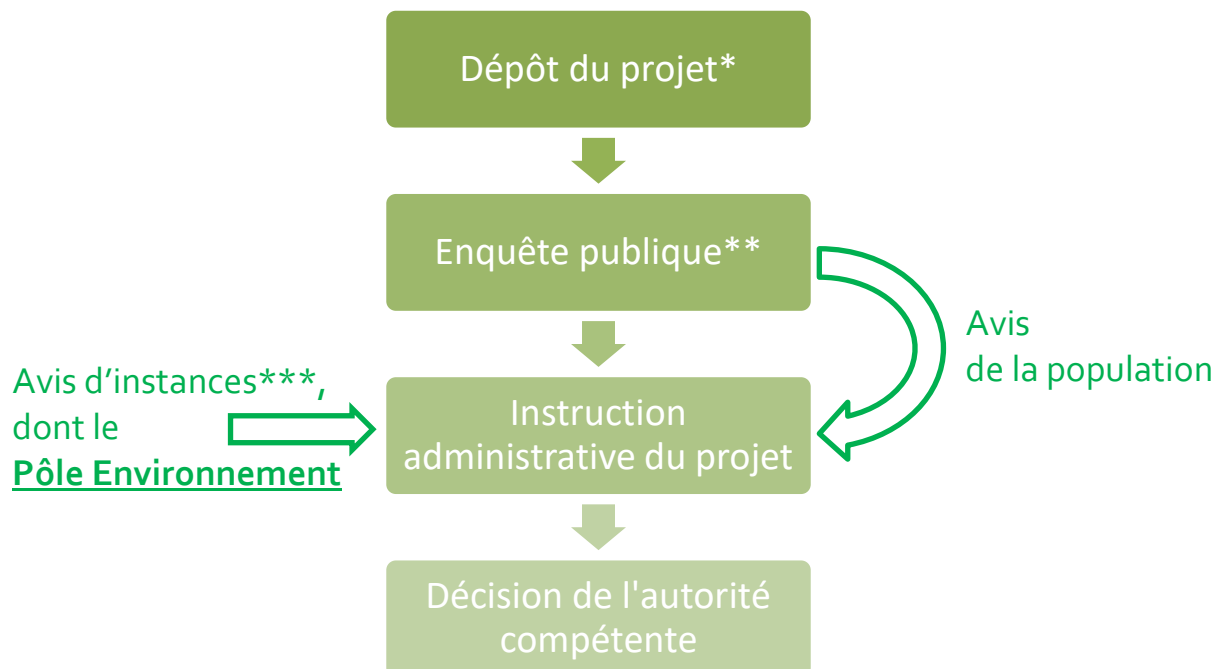 Dépôt du projet*
Enquête publique**
Avis
de la population
Avis d’instances***,
dont le
Pôle Environnement
Instruction
administrative du projet
Décision de l'autorité
compétente